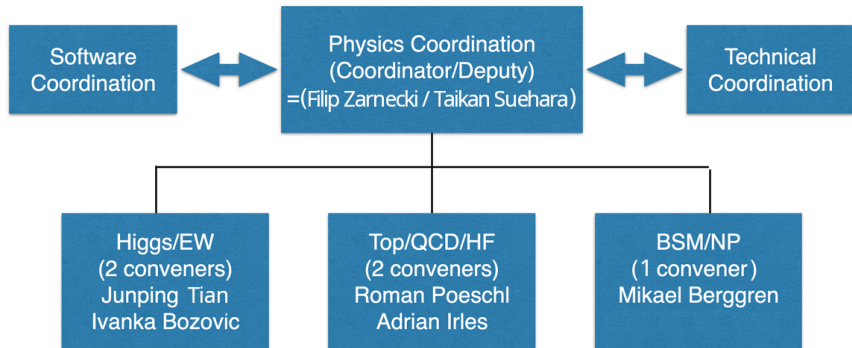 Software
Coordination
Physics Coordination
(Coordinator/Deputy)
=(Filip Zarnecki / Taikan Suehara)
Technical
Coordination
Higgs/EW
(2 conveners)
Junping Tian
Ivanka Bozovic
Top/QCD/HF
(2 conveners)
Roman Poeschl
Adrian Irles
BSM/NP
(1 convener)
Mikael Berggren